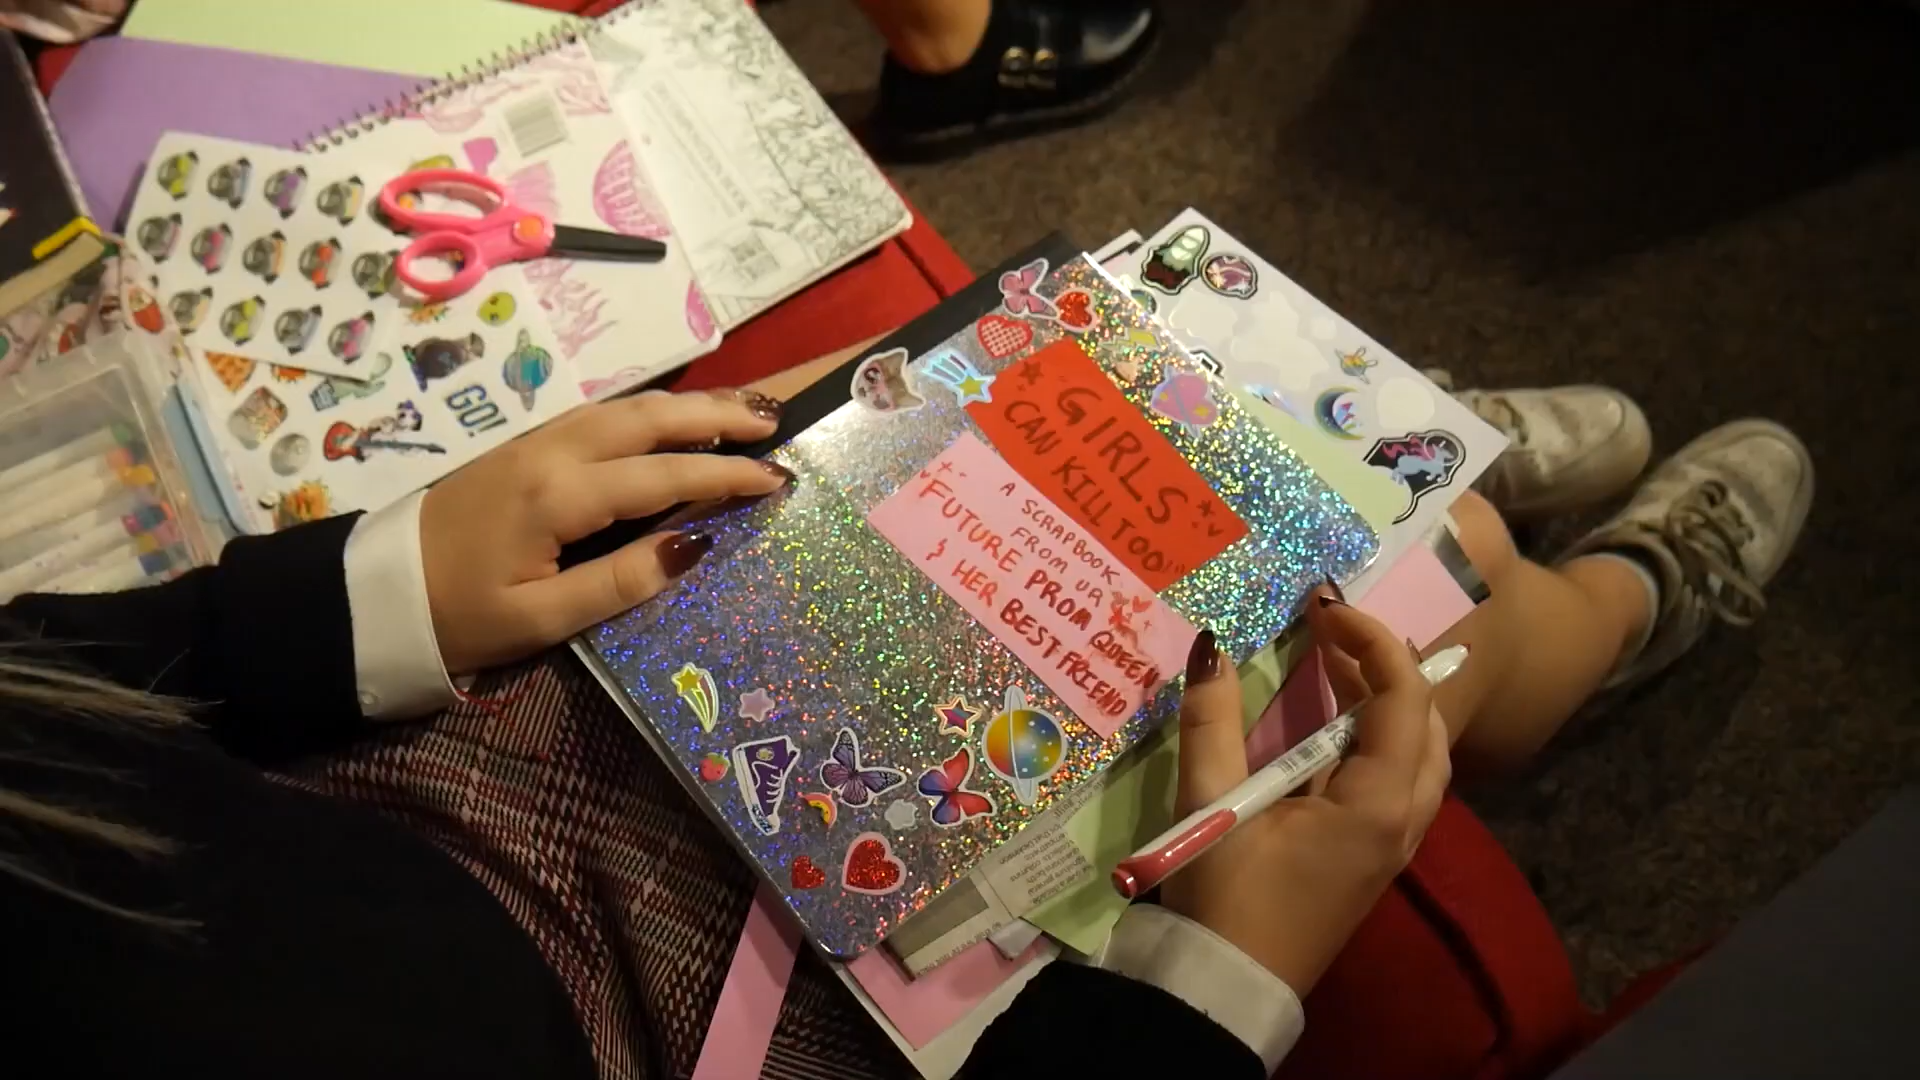 GIRLS
CAN KILL TOO!!!
A SCRAPBOOK
FROM UR
FUTURE PROM QUEEN
& HER BEST FRIEND
GO!